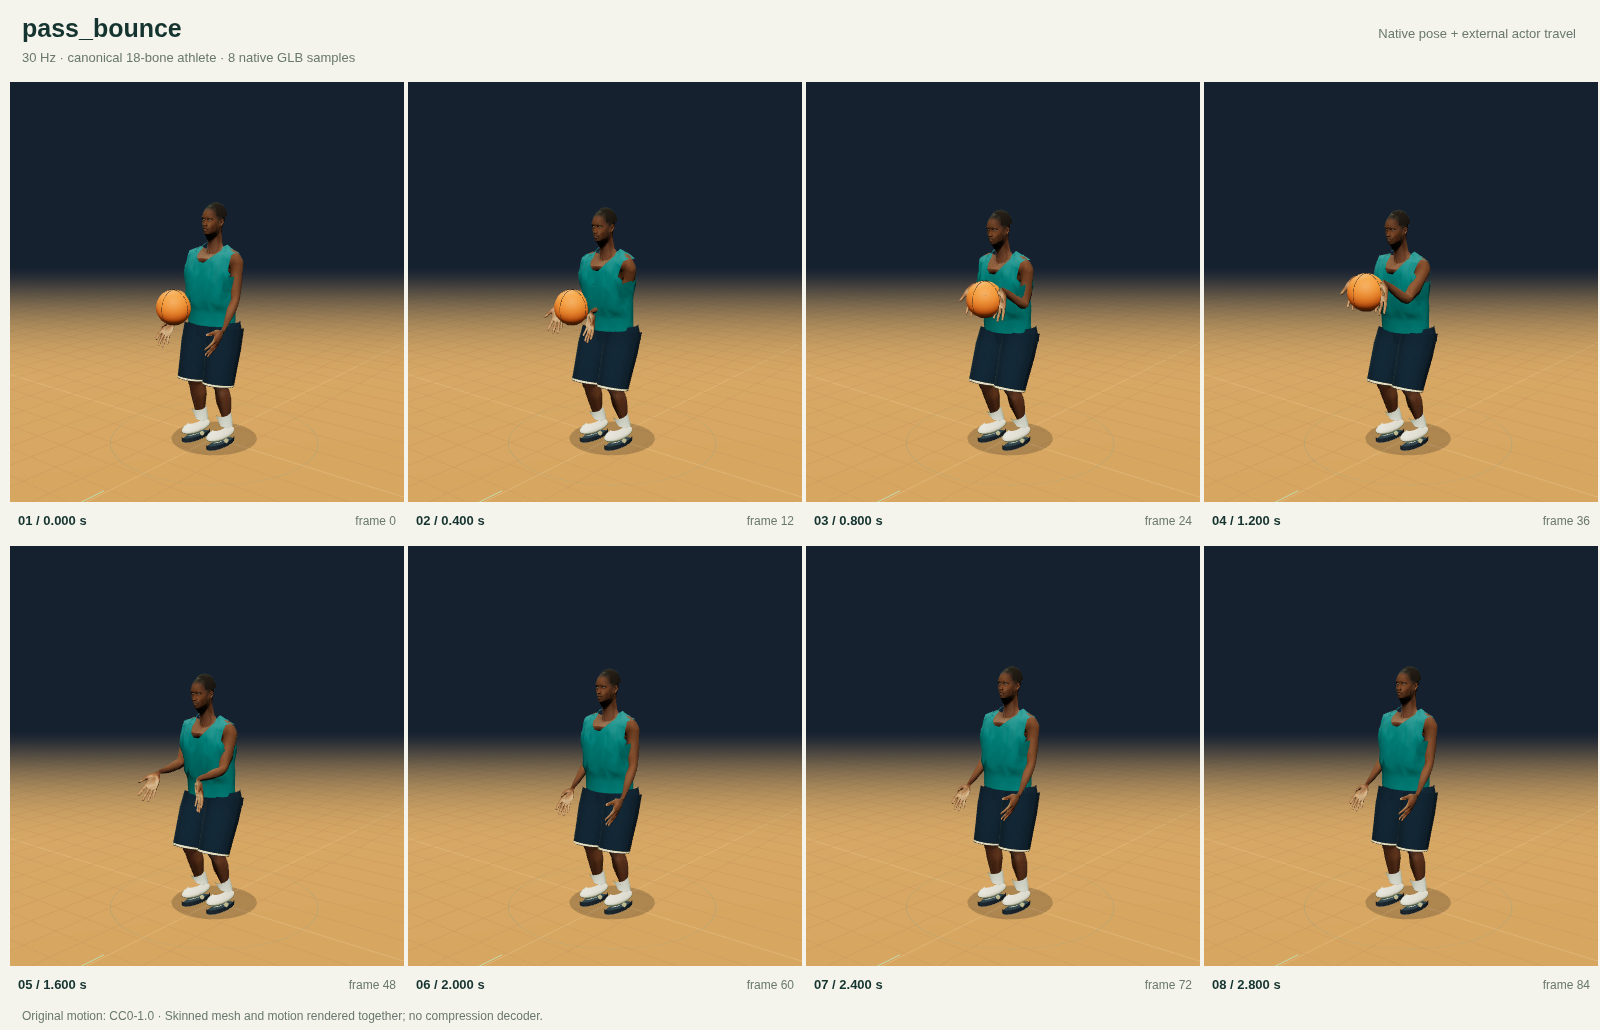 pass_bounce
Native pose + external actor travel
30 Hz · canonical 18-bone athlete · 8 native GLB samples
01 / 0.000 s frame 0
02 / 0.400 s frame 12
03 / 0.800 s frame 24
04 / 1.200 s frame 36
05 / 1.600 s frame 48
06 / 2.000 s frame 60
07 / 2.400 s frame 72
08 / 2.800 s frame 84
Original motion: CC0-1.0 · Skinned mesh and motion rendered together; no compression decoder.